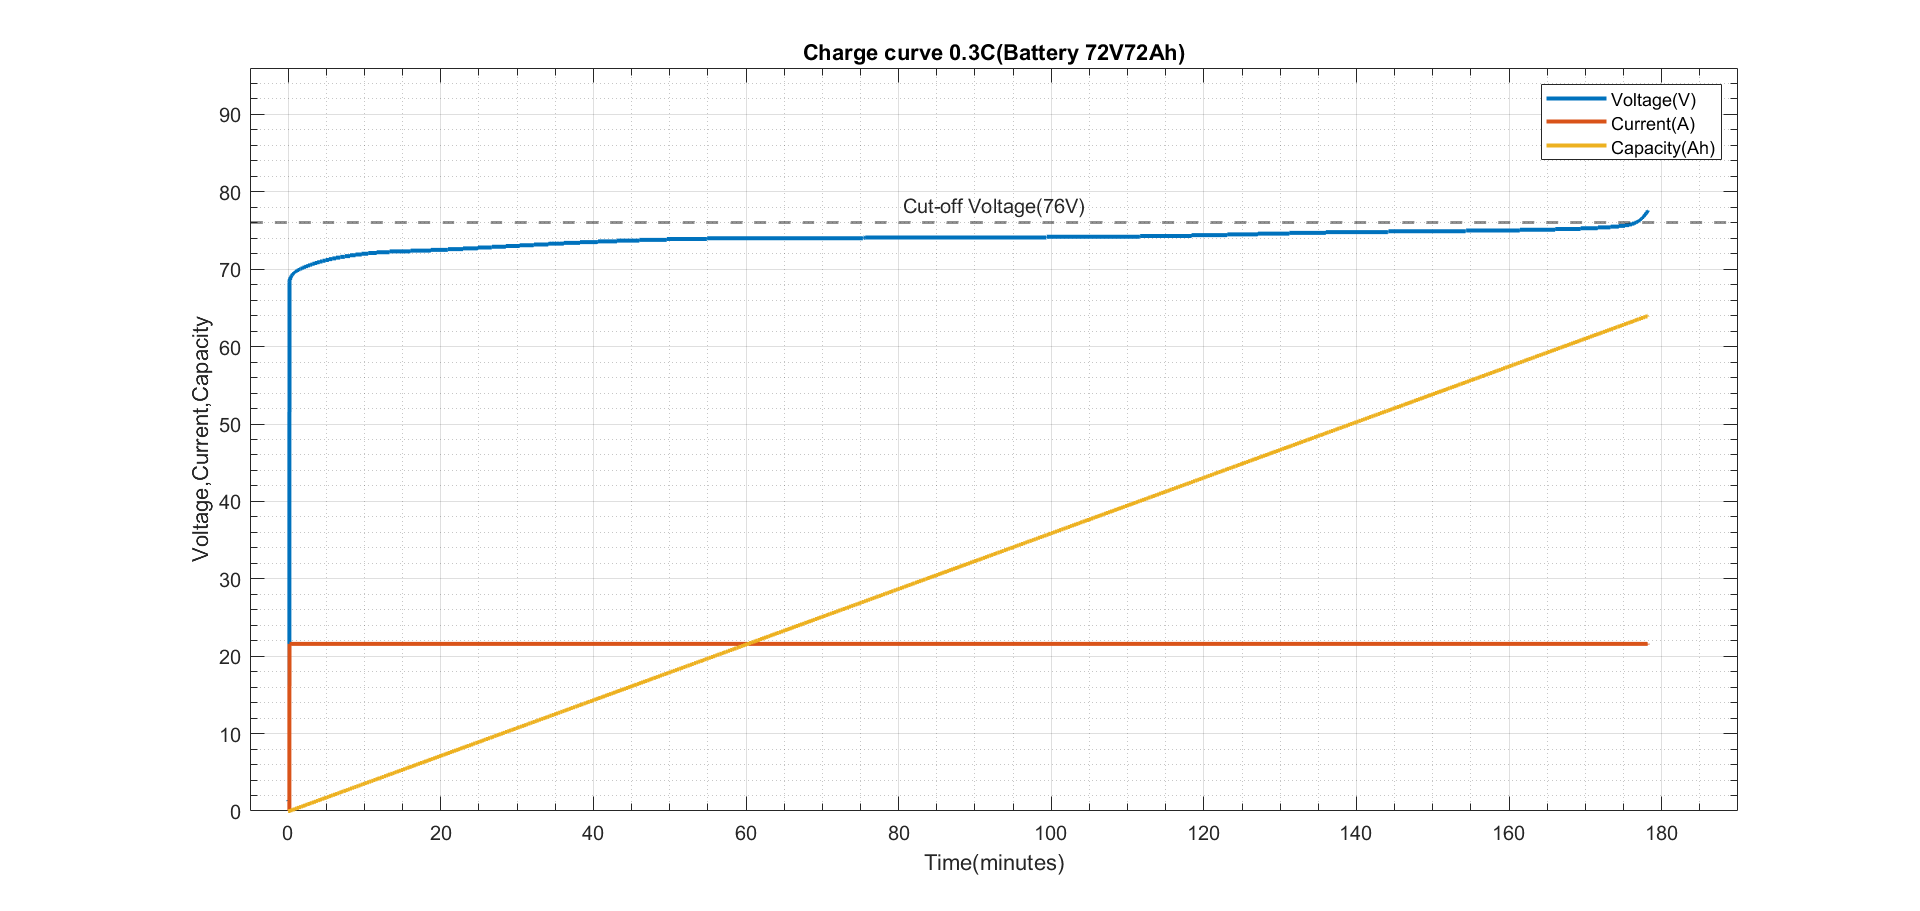 Charge curve 0.3C(Battery 72V72Ah)
Voltage(V)
Current(A)
Capacity(Ah)
Cut-off Voltage(76V)
Voltage,Current,Capacity
90
80
70
60
50
40
30
20
10
0
0 20 40 60 80 100 120 140 160 180
Time(minutes)